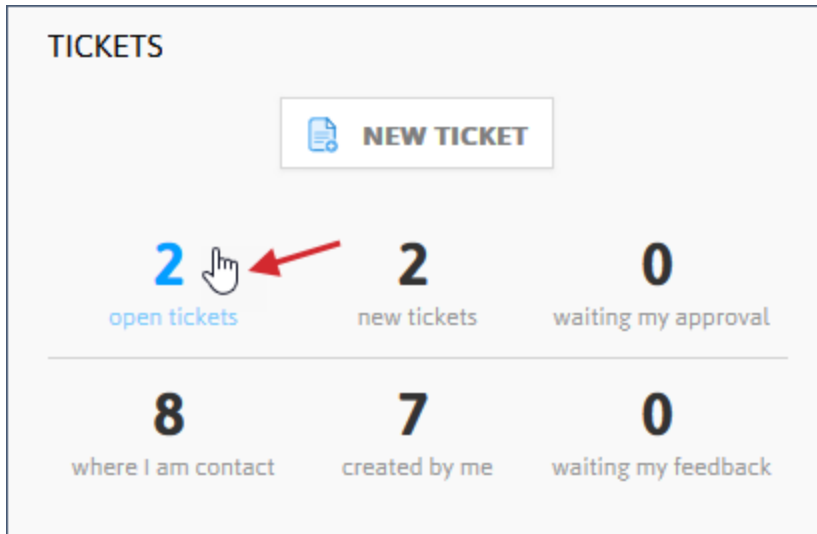 TICKETS
NEW TICKET
2 2 0
open tickets new tickets waiting my approval
8 7 0
where I am contact created by me waiting my feedback